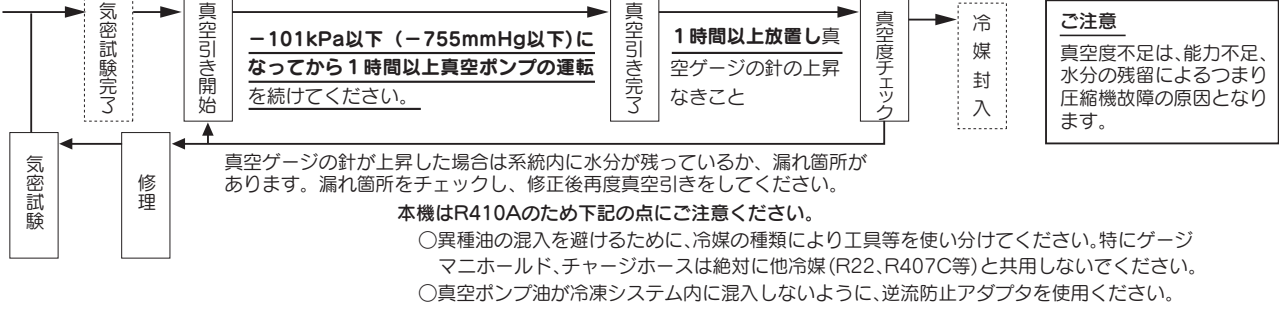 気密試験完了
真空引き開始
−101kPa以下（−755mmHg以下）に
なってから１時間以上真空ポンプの運転
を続けてください。
真空引き完了
１時間以上放置し真
空ゲージの針の上昇
なきこと
真空度チェック
冷媒封入
ご注意
真空度不足は、能力不足、
水分の残留によるつまり
圧縮機故障の原因となり
ます。
気密試験
修理
真空ゲージの針が上昇した場合は系統内に水分が残っているか、漏れ箇所が
あります。漏れ箇所をチェックし、修正後再度真空引きをしてください。
本機はR410Aのため下記の点にご注意ください。
○異種油の混入を避けるために、冷媒の種類により工具等を使い分けてください。特にゲージ
マニホールド、チャージホースは絶対に他冷媒（R22、R407C等）と共用しないでください。
○真空ポンプ油が冷凍システム内に混入しないように、逆流防止アダプタを使用ください。